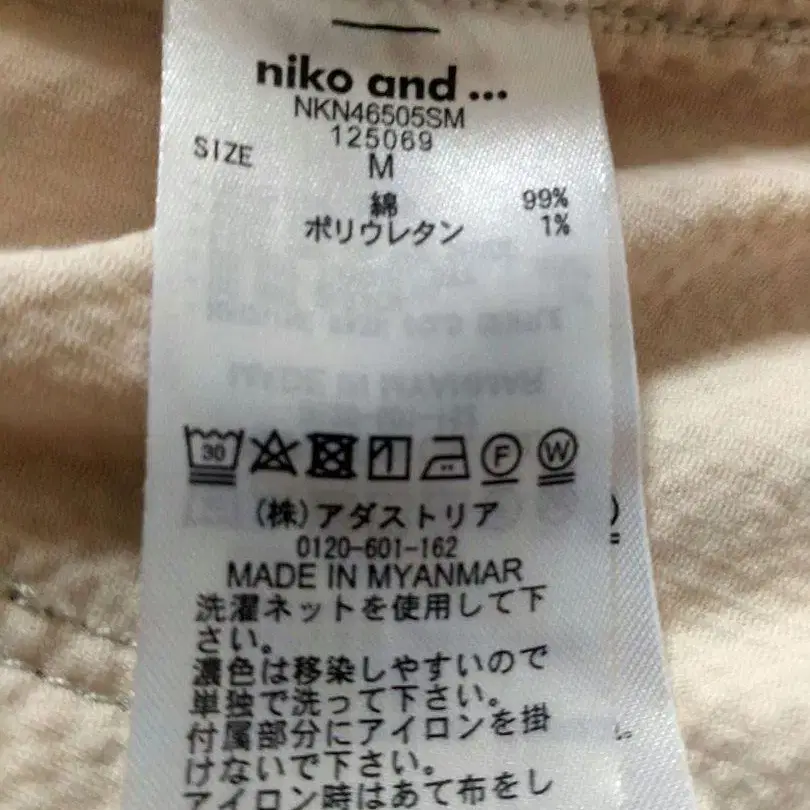 niko and ...
NKN46505SM
125069
SIZE M
綿 99%
ポリウレタン 1%
30 F W
(株)アダストリア
0120-601-162
MADE IN MYANMAR
洗濯ネットを使用して下
さい。
濃色は移染しやすいので
単独で洗って下さい。
付属部分にアイロンを掛
けないで下さい。
アイロン時はあて布をし